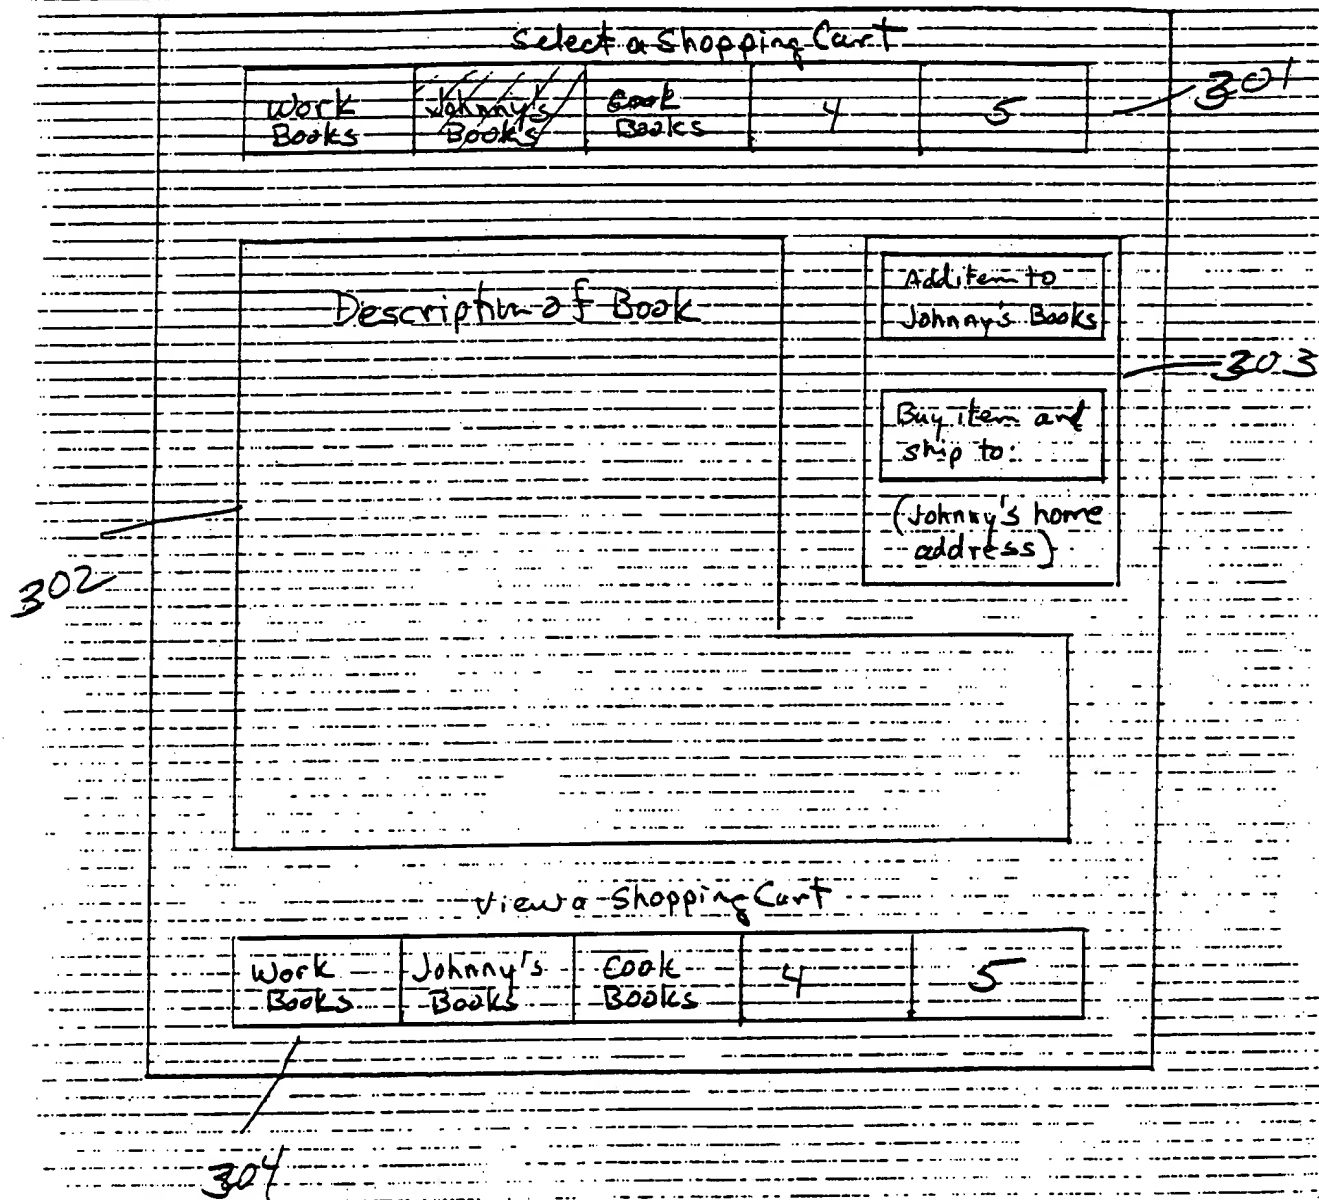 Select a Shopping Cart
Work Johnny's Cook 4 5
Books Books Books
301
Description of Book
Add item to
Johnny's Books
303
Buy item and
ship to:
(Johnny's home
address)
302
View a Shopping Cart
Work Johnny's Cook 4 5
Books Books Books
304